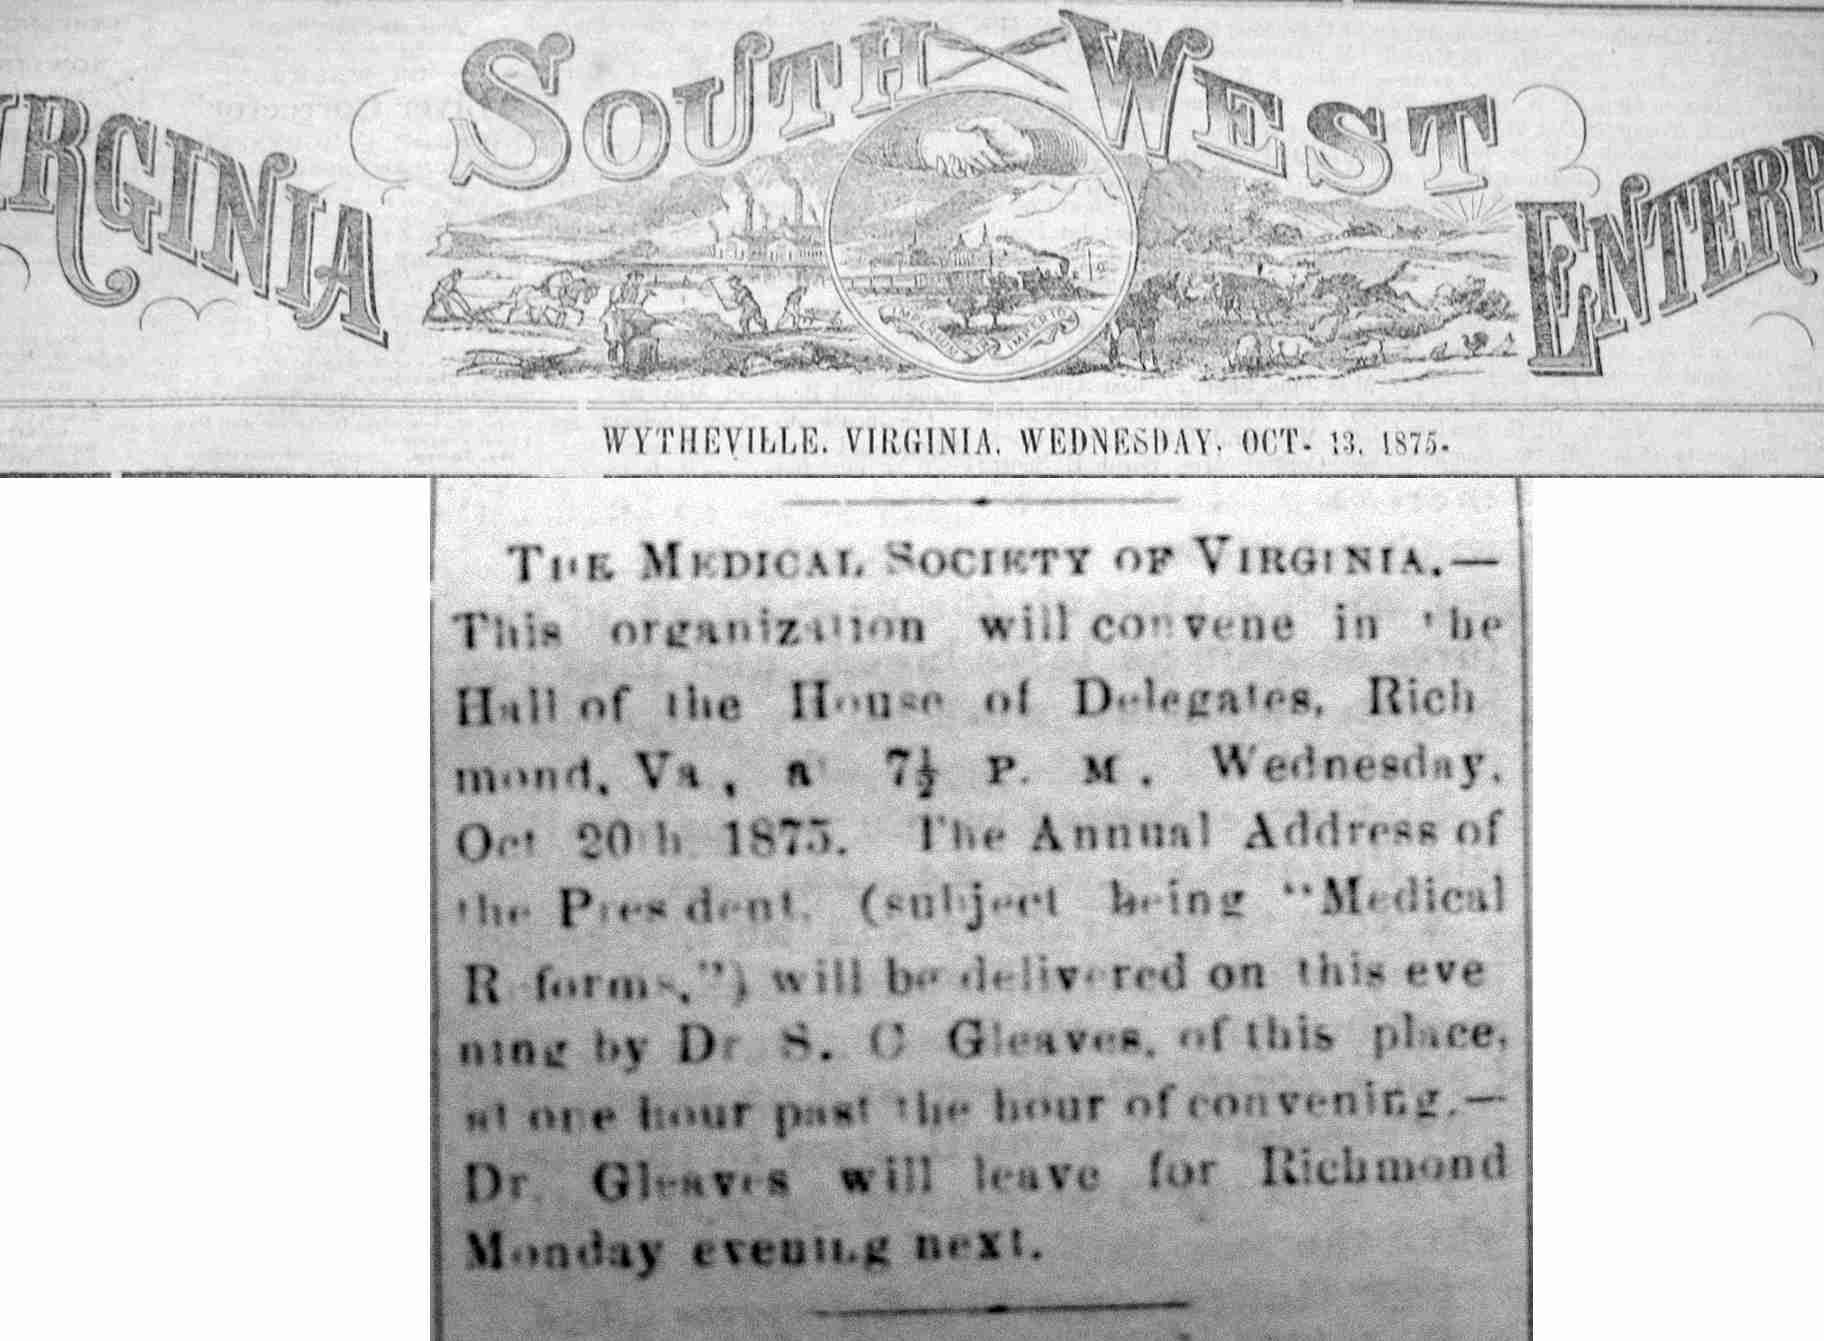 VIRGINIA SOUTH WEST ENTERP
WYTHEVILLE, VIRGINIA, WEDNESDAY, OCT. 13, 1875.
THE MEDICAL SOCIETY OF VIRGINIA.—
This organization will convene in the
Hall of the House of Delegates, Rich
mond, Va , at 7½ P. M. Wednesday,
Oct 20th 1875. The Annual Address of
the President, (subject being "Medical
Reforms,") will be delivered on this eve
ning by Dr S. C Gleaves, of this place,
at one hour past the hour of convening.—
Dr. Gleaves will leave for Richmond
Monday evening next.